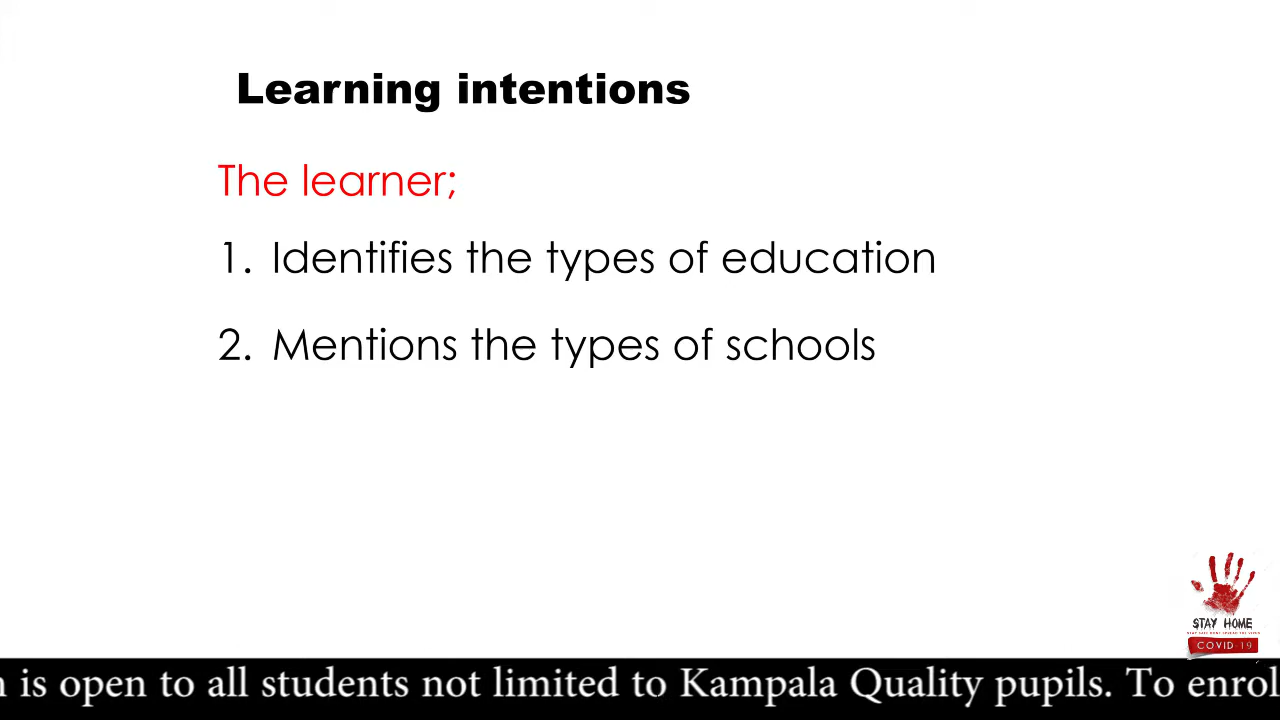 Learning intentions
The learner;
1. Identifies the types of education
2. Mentions the types of schools
STAY HOME
COVID 19
n is open to all students not limited to Kampala Quality pupils. To enrol